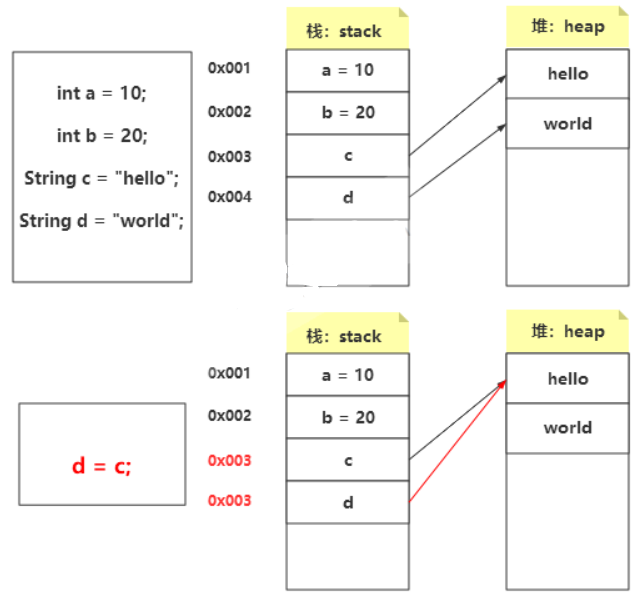 栈：stack
堆：heap
int a = 10;
int b = 20;
String c = "hello";
String d = "world";
0x001
a = 10
hello
0x002
b = 20
world
0x003
c
0x004
d
栈：stack
堆：heap
d = c;
0x001
a = 10
hello
0x002
b = 20
world
0x003
c
0x003
d